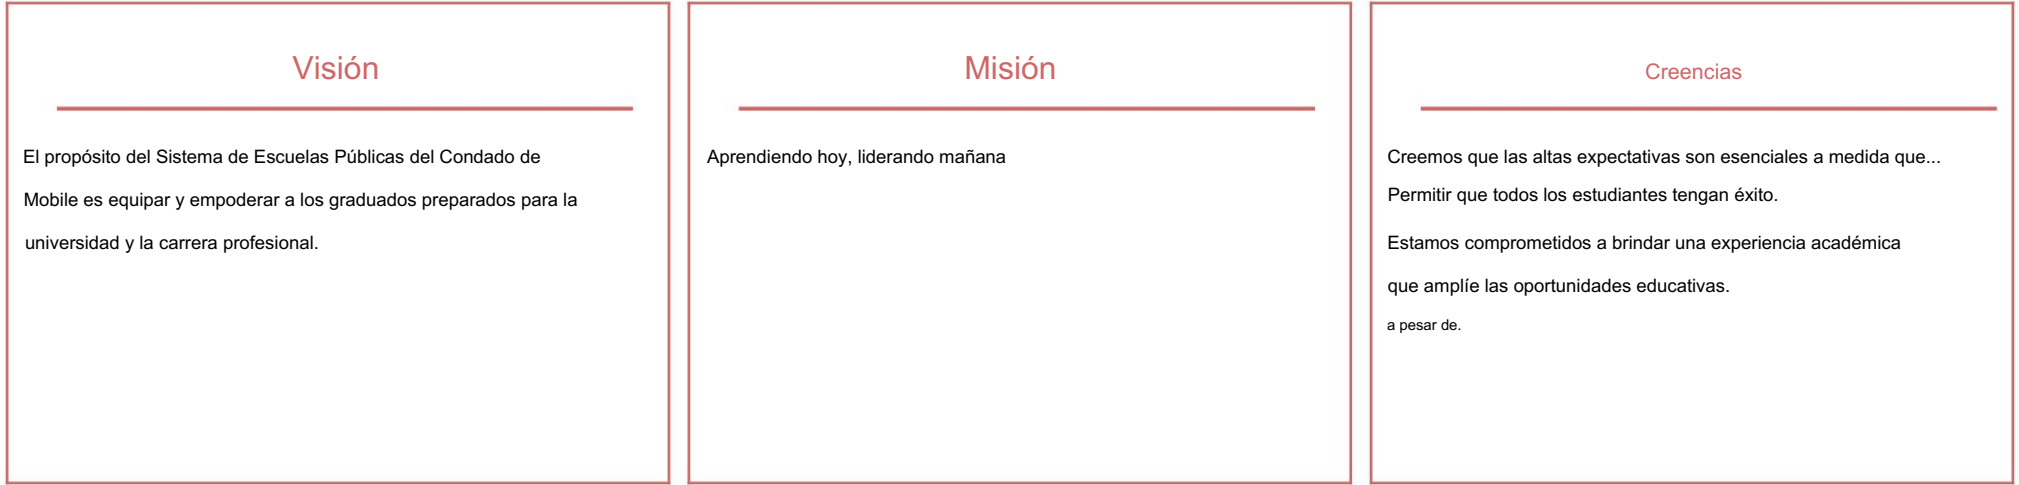 Visión
El propósito del Sistema de Escuelas Públicas del Condado de
Mobile es equipar y empoderar a los graduados preparados para la
universidad y la carrera profesional.
Misión
Aprendiendo hoy, liderando mañana
Creencias
Creemos que las altas expectativas son esenciales a medida que...
Permitir que todos los estudiantes tengan éxito.
Estamos comprometidos a brindar una experiencia académica
que amplíe las oportunidades educativas.
a pesar de.